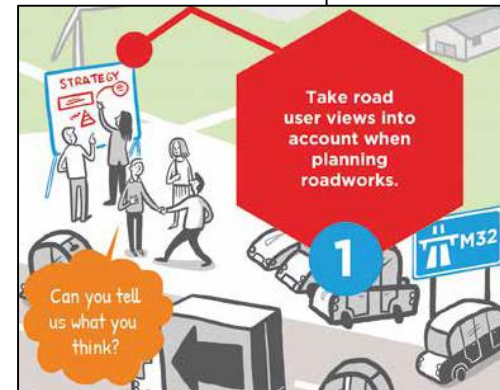 STRATEGY
Take road
user views into
account when
planning
roadworks.
1
M32
Can you tell
us what you
think?